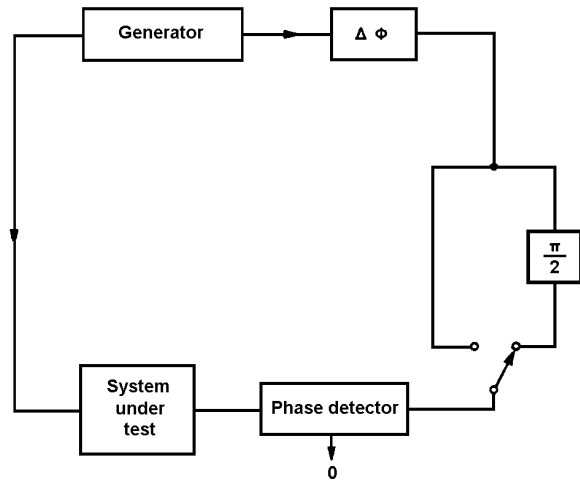 Generator
Δ Φ
π
2
System
under
test
Phase detector
0